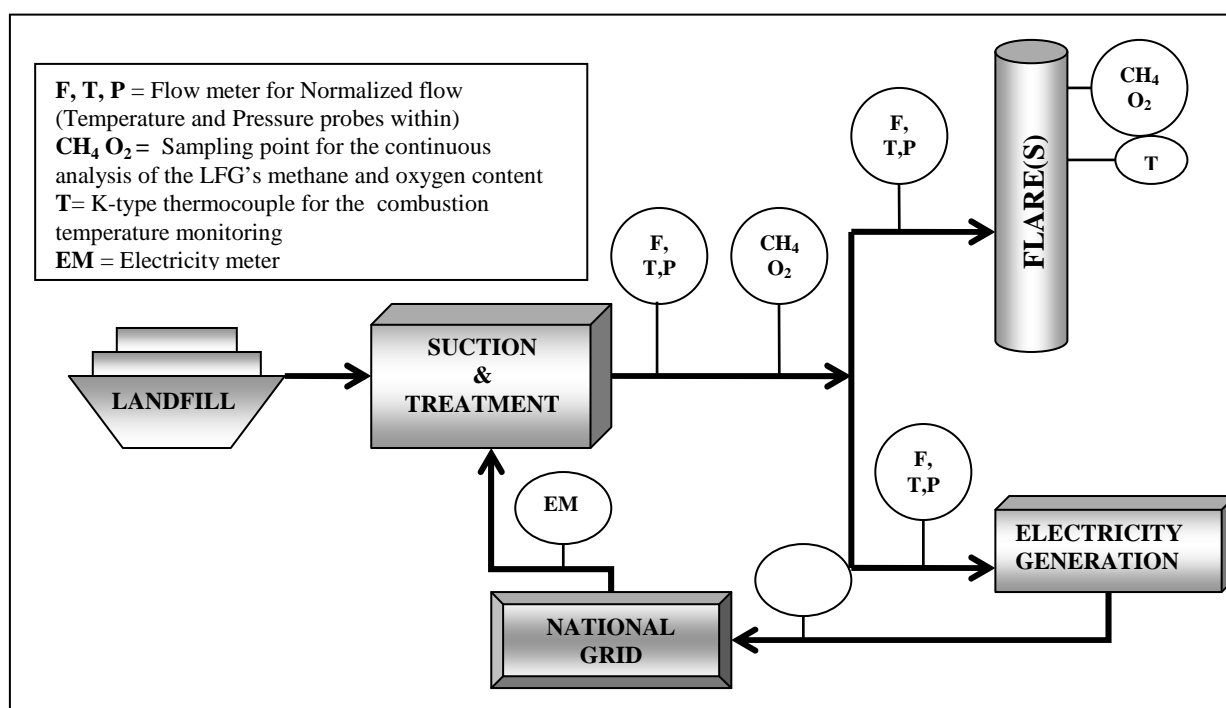 F, T, P = Flow meter for Normalized flow
(Temperature and Pressure probes within)
CH₄ O₂ = Sampling point for the continuous
analysis of the LFG's methane and oxygen content
T= K-type thermocouple for the combustion
temperature monitoring
EM = Electricity meter
CH₄
O₂
T
FLARE(S)
F,
T,P
F,
T,P
CH₄
O₂
SUCTION
&
TREATMENT
LANDFILL
F,
T,P
EM
ELECTRICITY
GENERATION
NATIONAL
GRID